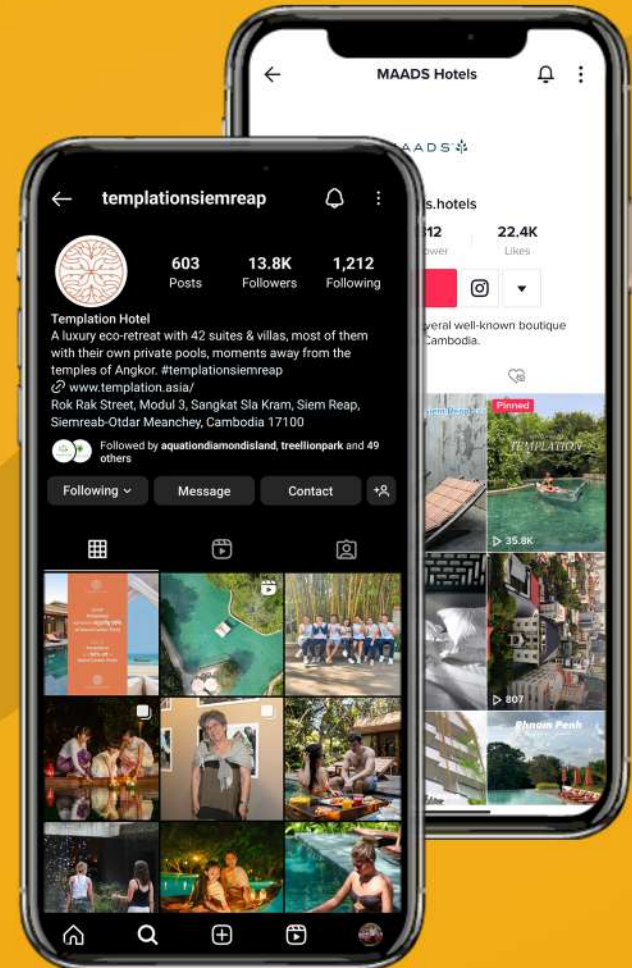 MAADS Hotels
AADS
s.hotels
312
22.4K
ower
Likes
veral well-known boutique
Cambodia.
Pinned
TEMPLATION
35.8K
807
Phnom Penh
templationsiemreap
603
13.8K
1,212
Posts
Followers
Following
Templation Hotel
A luxury eco-retreat with 42 suites & villas, most of them
with their own private pools, moments away from the
temples of Angkor. #templationsiemreap
www.templation.asia/
Rok Rak Street, Modul 3, Sangkat Sla Kram, Siem Reap,
Siemreab-Otdar Meanchey, Cambodia 17100
Followed by aquationdiamondisland, treellionpark and 49
others
Following
Message
Contact